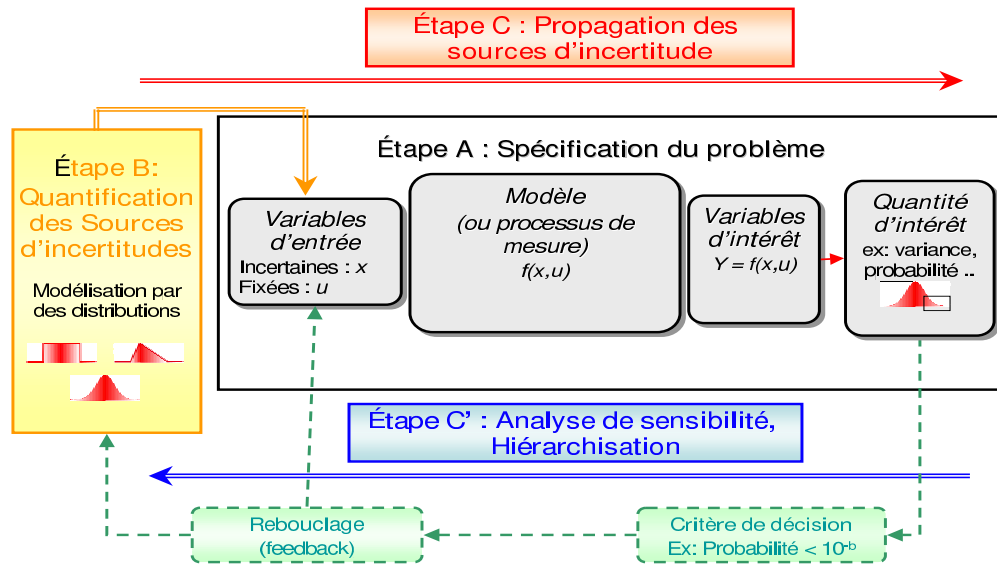 Étape C : Propagation des
sources d'incertitude
Étape B:
Quantification
des Sources
d'incertitudes
Modélisation par
des distributions
Étape A : Spécification du problème
Variables
d'entrée
Incertaines : x
Fixées : u
Modèle
(ou processus de
mesure)
f(x,u)
Variables
d'intérêt
Y = f(x,u)
Quantité
d'intérêt
ex: variance,
probabilité ..
Étape C' : Analyse de sensibilité,
Hiérarchisation
Rebouclage
(feedback)
Critère de décision
Ex: Probabilité < 10⁻ᵇ